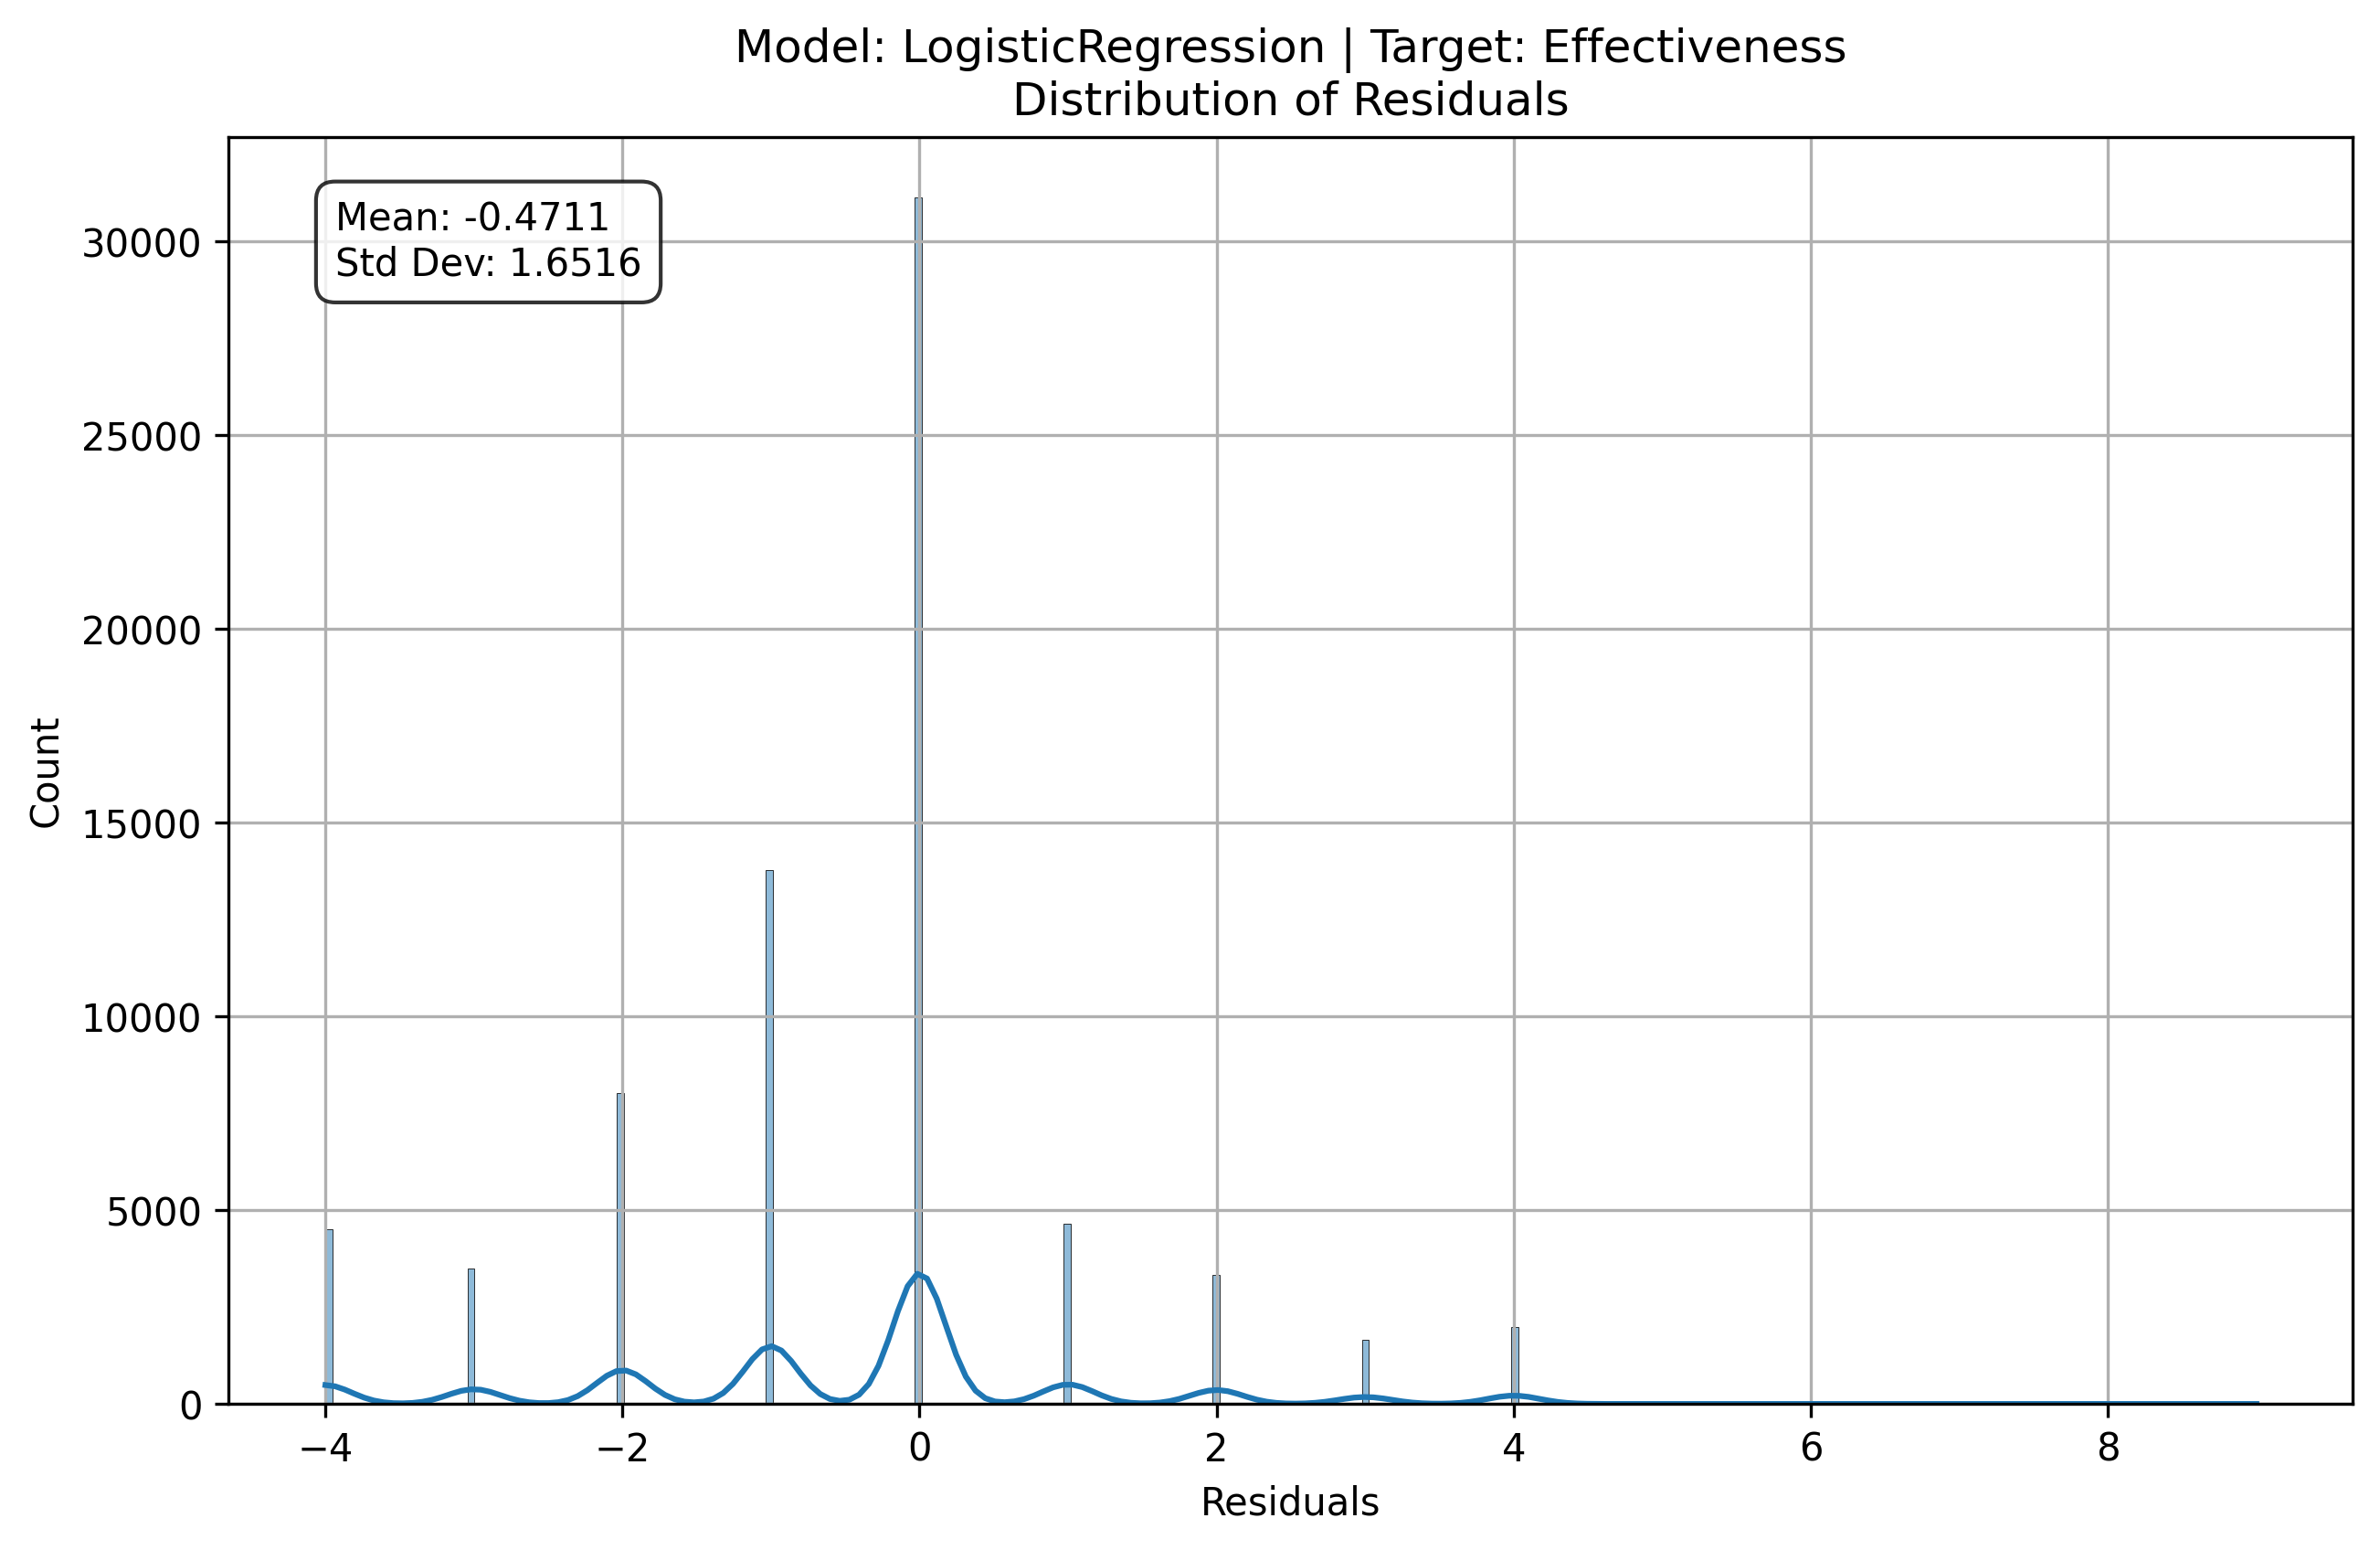 Model: LogisticRegression | Target: Effectiveness
Distribution of Residuals
Mean: -0.4711
Std Dev: 1.6516
30000
25000
20000
15000
10000
5000
0
Count
−4
−2
0
2
4
6
8
Residuals